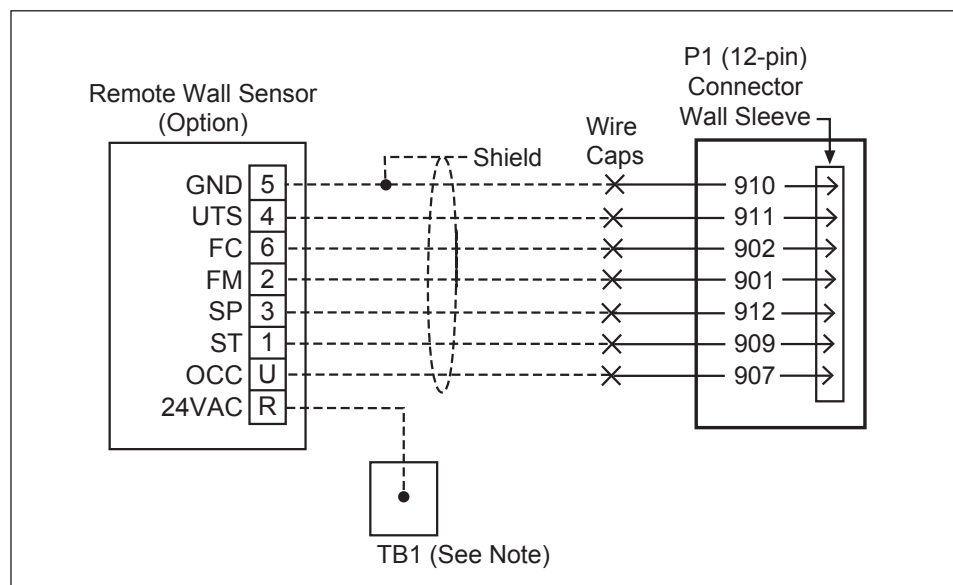 P1 (12-pin)
Connector
Wall Sleeve
Remote Wall Sensor
(Option)
Wire
Caps
Shield
GND 5 910
UTS 4 911
FC 6 902
FM 2 901
SP 3 912
ST 1 909
OCC U 907
24VAC R
TB1 (See Note)